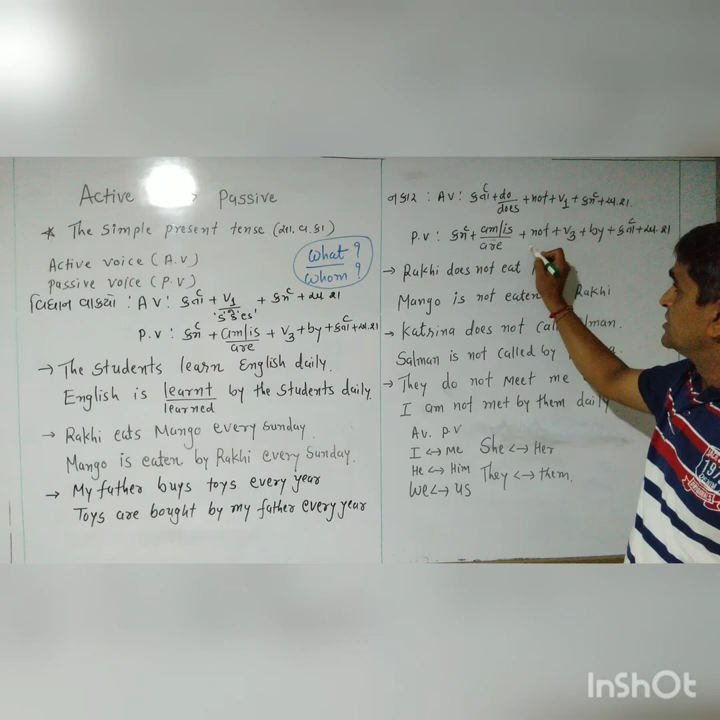 Active → Passive
* The Simple present tense (સા. વ. કા)
Active voice (A.V)
Passive voice (P.V)
what ?
whom ?
વિધાન વાક્યો : A V : કર્તા + V1 + કર્મ + અ.શ.
's' 'es'
P.V : કર્મ + am/is/are + V3 + by + કર્તા + અ.શ.
→ The students learn English daily.
English is learnt/learned by the students daily.
→ Rakhi eats Mango every sunday.
Mango is eaten by Rakhi every Sunday.
→ My father buys toys every year
Toys are bought by my father every year
નકાર : AV : કર્તા + do/does + not + V1 + કર્મ + અ.શ.
P.V : કર્મ + am/is/are + not + V3 + by + કર્તા + અ.શ.
→ Rakhi does not eat
Mango is not eaten Rakhi
→ Katrina does not call Salman.
Salman is not called by
→ They do not meet me
I am not met by them daily
Av. P.V
I ↔ Me She ↔ Her
He ↔ Him They ↔ them.
We ↔ us
19
InShOt